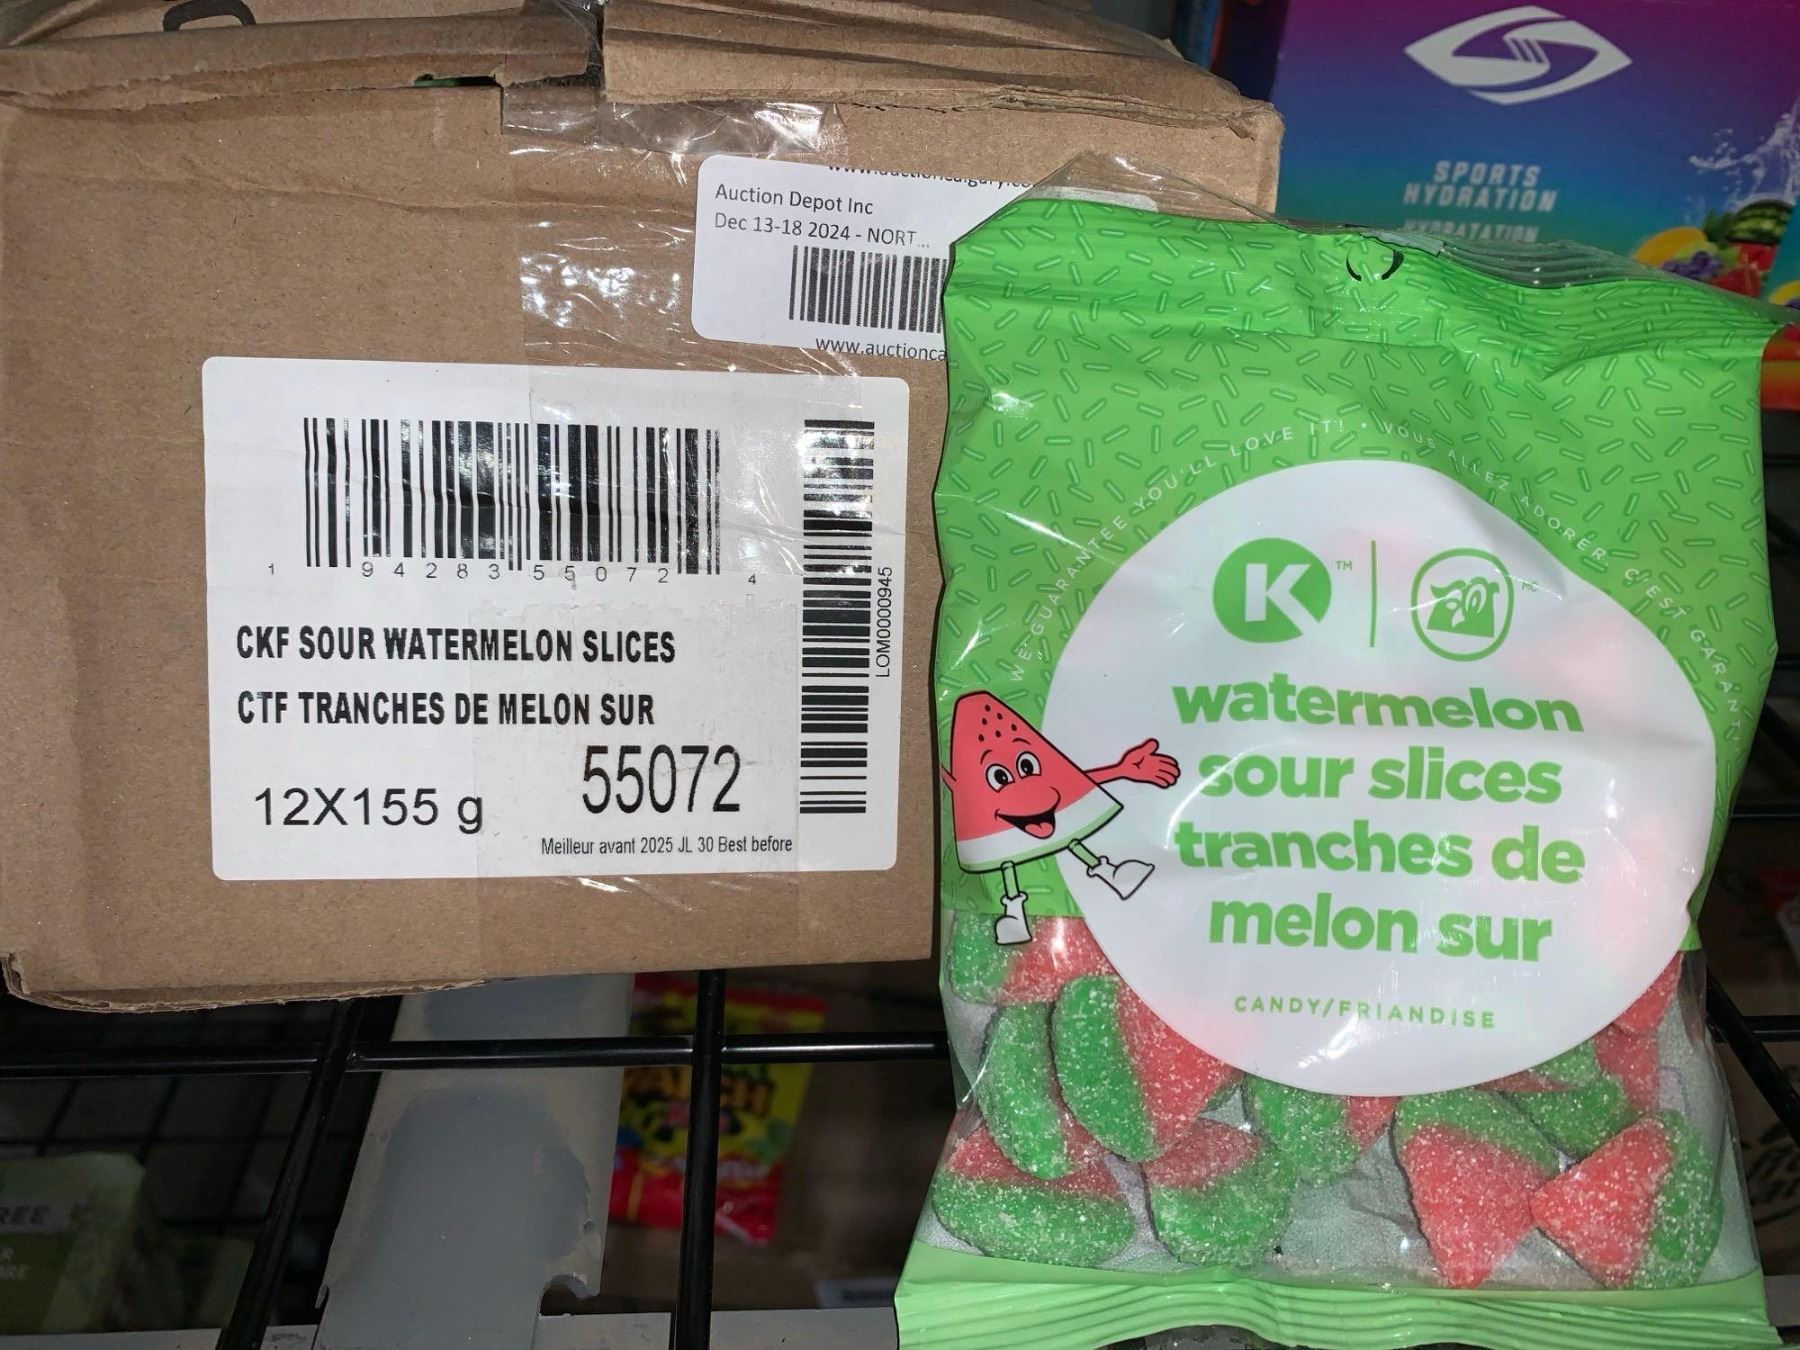 Auction Depot Inc
Dec 13-18 2024 - NORT...
www.auctionca
1 94283 55072 4
CKF SOUR WATERMELON SLICES
CTF TRANCHES DE MELON SUR
12X155 g
55072
Meilleur avant 2025 JL 30 Best before
LOM0000945
SPORTS
HYDRATION
HYDRATATION
WE GUARANTEE YOU'LL LOVE IT! • VOUS ALLEZ ADORER, C'EST GARANTI
K TM MC
watermelon
sour slices
tranches de
melon sur
CANDY/FRIANDISE